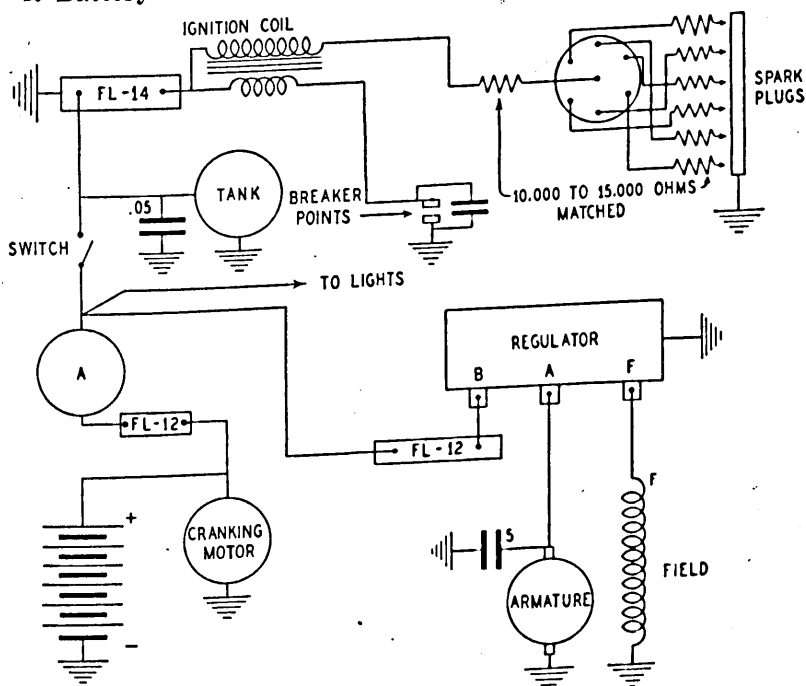 IGNITION COIL
FL-14
SPARK
PLUGS
TANK
.05
BREAKER
POINTS
10.000 TO 15.000 OHMS
MATCHED
SWITCH
TO LIGHTS
REGULATOR
B A F
A
FL-12
FL-12
F
+
CRANKING
MOTOR
5
FIELD
ARMATURE
-